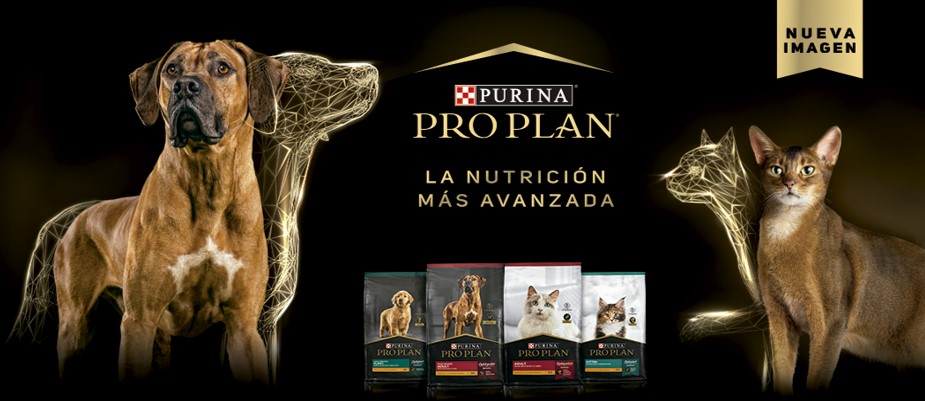 NUEVA
IMAGEN
PURINA
PRO PLAN
LA NUTRICIÓN
MÁS AVANZADA
PURINA
PRO PLAN
PURINA
PRO PLAN
PURINA
PRO PLAN
ADULT
PURINA
PRO PLAN